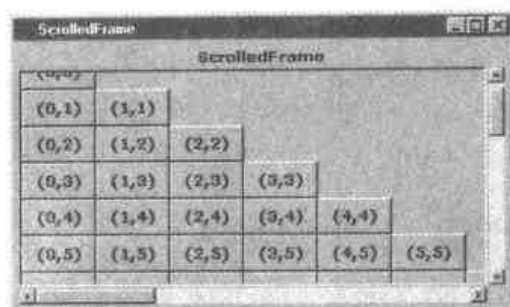 ScrolledFrame
ScrolledFrame
(0,0)
(0,1) (1,1)
(0,2) (1,2) (2,2)
(0,3) (1,3) (2,3) (3,3)
(0,4) (1,4) (2,4) (3,4) (4,4)
(0,5) (1,5) (2,5) (3,5) (4,5) (5,5)